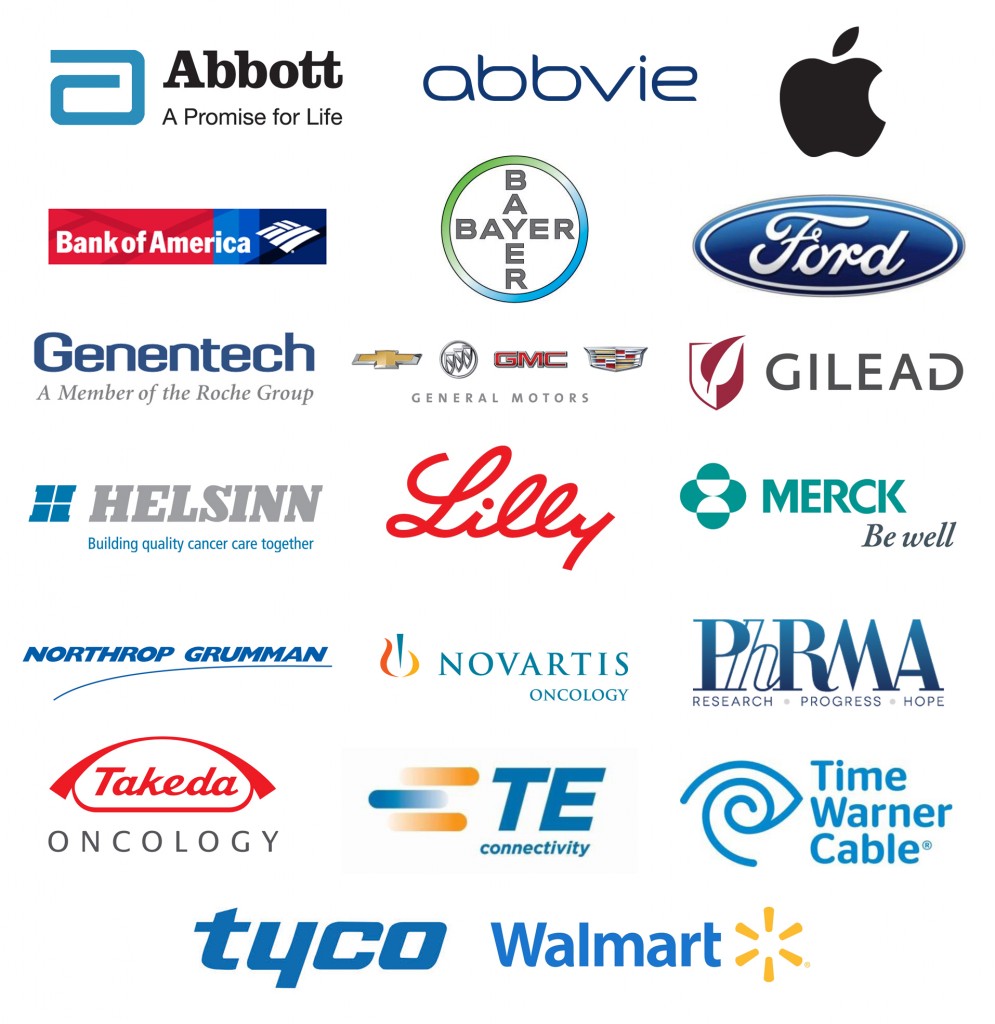 Abbott
A Promise for Life
abbvie
Bank of America
BAYER
BAYER
Ford
Genentech
A Member of the Roche Group
GMC
GENERAL MOTORS
GILEAD
HELSINN
Building quality cancer care together
Lilly
MERCK
Be well
NORTHROP GRUMMAN
NOVARTIS
ONCOLOGY
PhRMA
RESEARCH • PROGRESS • HOPE
Takeda
ONCOLOGY
TE
connectivity
Time
Warner
Cable®
tyco
Walmart